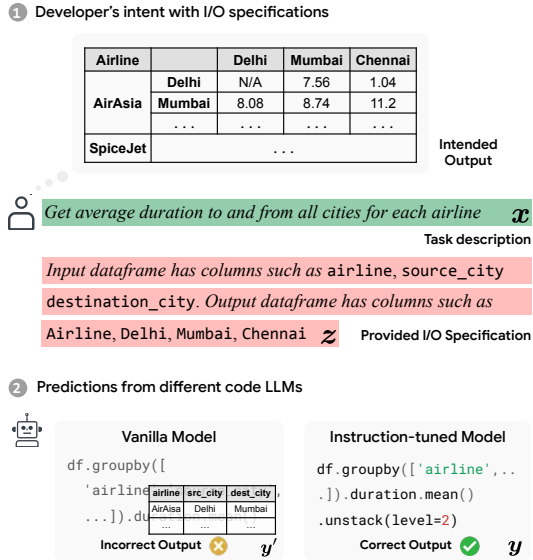 1 Developer's intent with I/O specifications
Airline Delhi Mumbai Chennai
Delhi N/A 7.56 1.04
AirAsia Mumbai 8.08 8.74 11.2
... ... ... ...
SpiceJet ...
Intended
Output
Get average duration to and from all cities for each airline x
Task description
Input dataframe has columns such as airline, source_city
destination_city. Output dataframe has columns such as
Airline, Delhi, Mumbai, Chennai z Provided I/O Specification
2 Predictions from different code LLMs
Vanilla Model
df.groupby([
'airline
...]).duration.mean()
airline src_city dest_city
AirAisa Delhi Mumbai
... ... ...
Incorrect Output y'
Instruction-tuned Model
df.groupby(['airline',..
.]).duration.mean()
.unstack(level=2)
Correct Output y